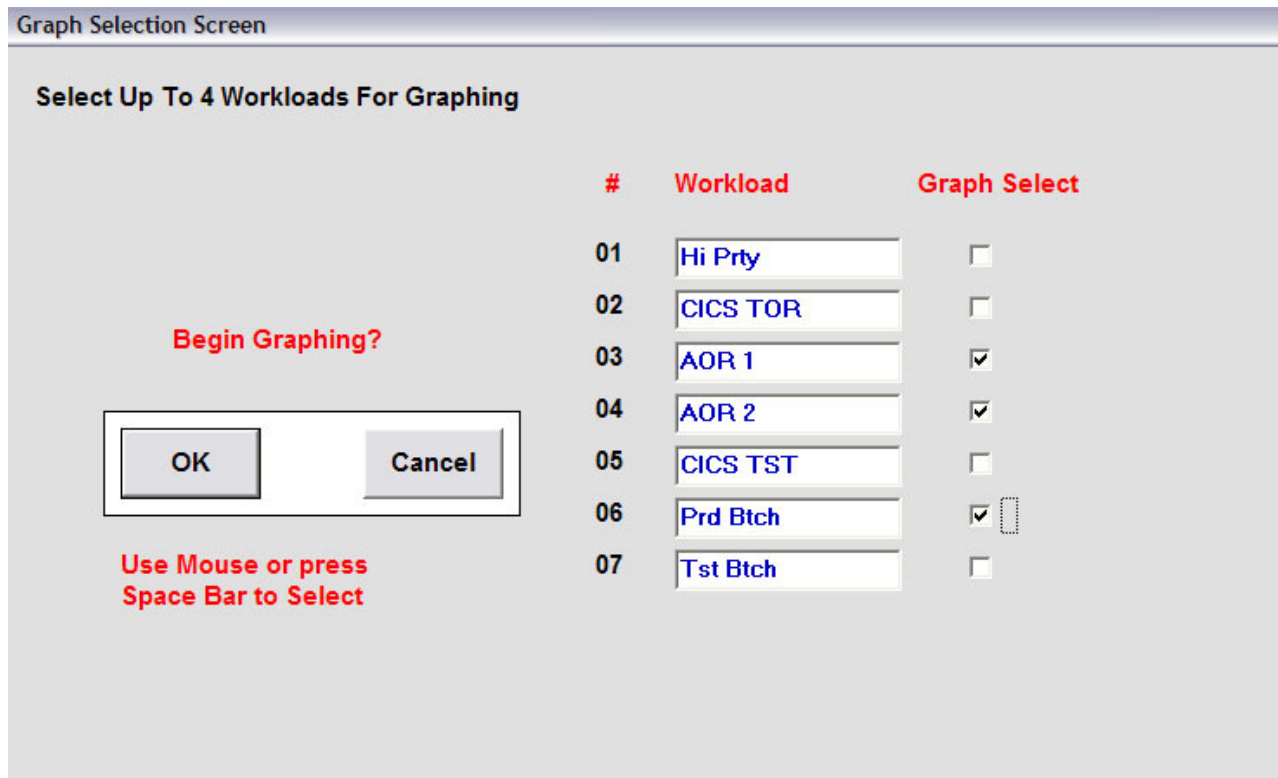 Graph Selection Screen
Select Up To 4 Workloads For Graphing
# Workload Graph Select
01 Hi Prty
02 CICS TOR
Begin Graphing?
03 AOR 1
04 AOR 2
OK Cancel
05 CICS TST
06 Prd Btch
Use Mouse or press
Space Bar to Select
07 Tst Btch